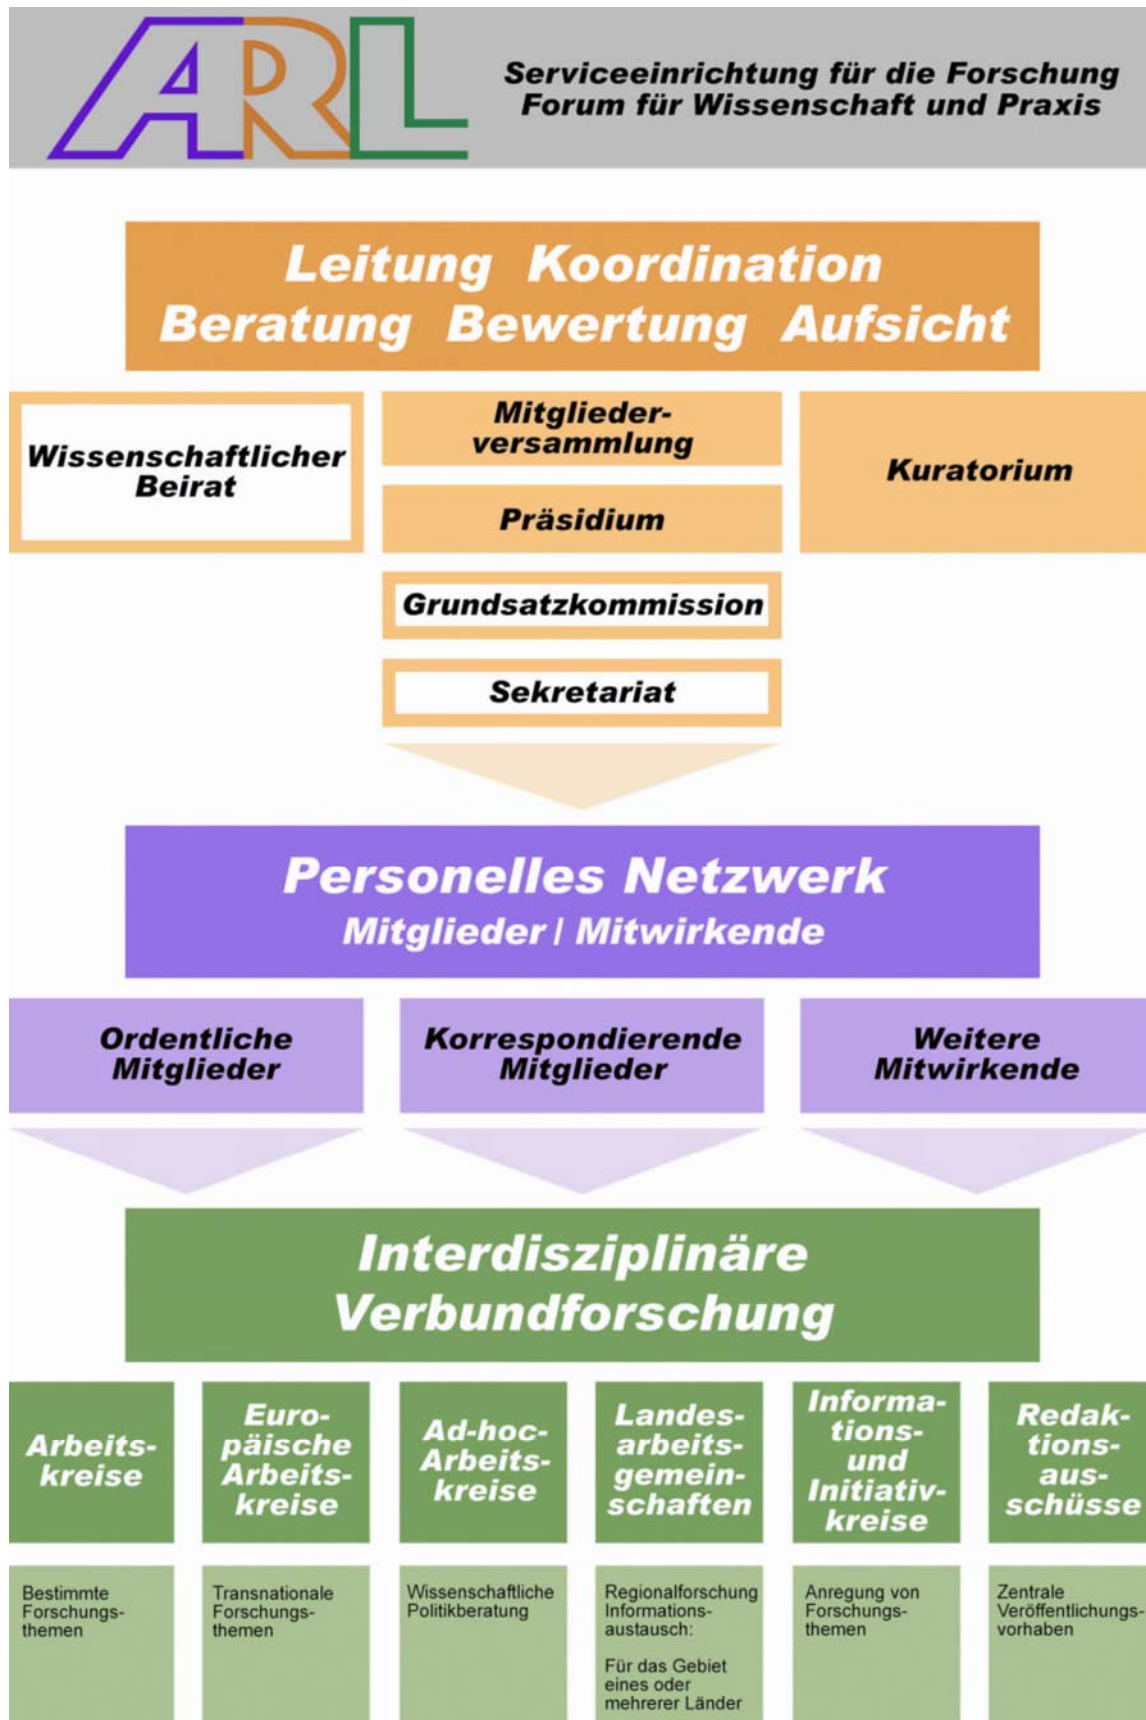 ARL
Serviceeinrichtung für die Forschung
Forum für Wissenschaft und Praxis
Leitung Koordination
Beratung Bewertung Aufsicht
Wissenschaftlicher
Beirat
Mitglieder-
versammlung
Präsidium
Kuratorium
Grundsatzkommission
Sekretariat
Personelles Netzwerk
Mitglieder / Mitwirkende
Ordentliche
Mitglieder
Korrespondierende
Mitglieder
Weitere
Mitwirkende
Interdisziplinäre
Verbundforschung
Arbeits-
kreise
Euro-
päische
Arbeits-
kreise
Ad-hoc-
Arbeits-
kreise
Landes-
arbeits-
gemein-
schaften
Informa-
tions-
und
Initiativ-
kreise
Redak-
tions-
aus-
schüsse
Bestimmte
Forschungs-
themen
Transnationale
Forschungs-
themen
Wissenschaftliche
Politikberatung
Regionalforschung
Informations-
austausch:
Für das Gebiet
eines oder
mehrerer Länder
Anregung von
Forschungs-
themen
Zentrale
Veröffentlichungs-
vorhaben